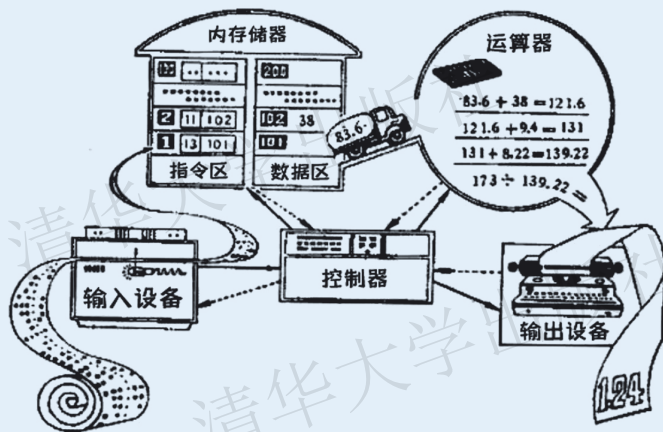 内存储器
200
2 11 102
102 38
1 13 101
101
指令区
数据区
83.6
运算器
83.6 + 38 = 121.6
121.6 + 9.4 = 131
131 + 8.22 = 139.22
173 ÷ 139.22 =
输入设备
控制器
输出设备
1.24
清华大学出版社
清华大学出版社